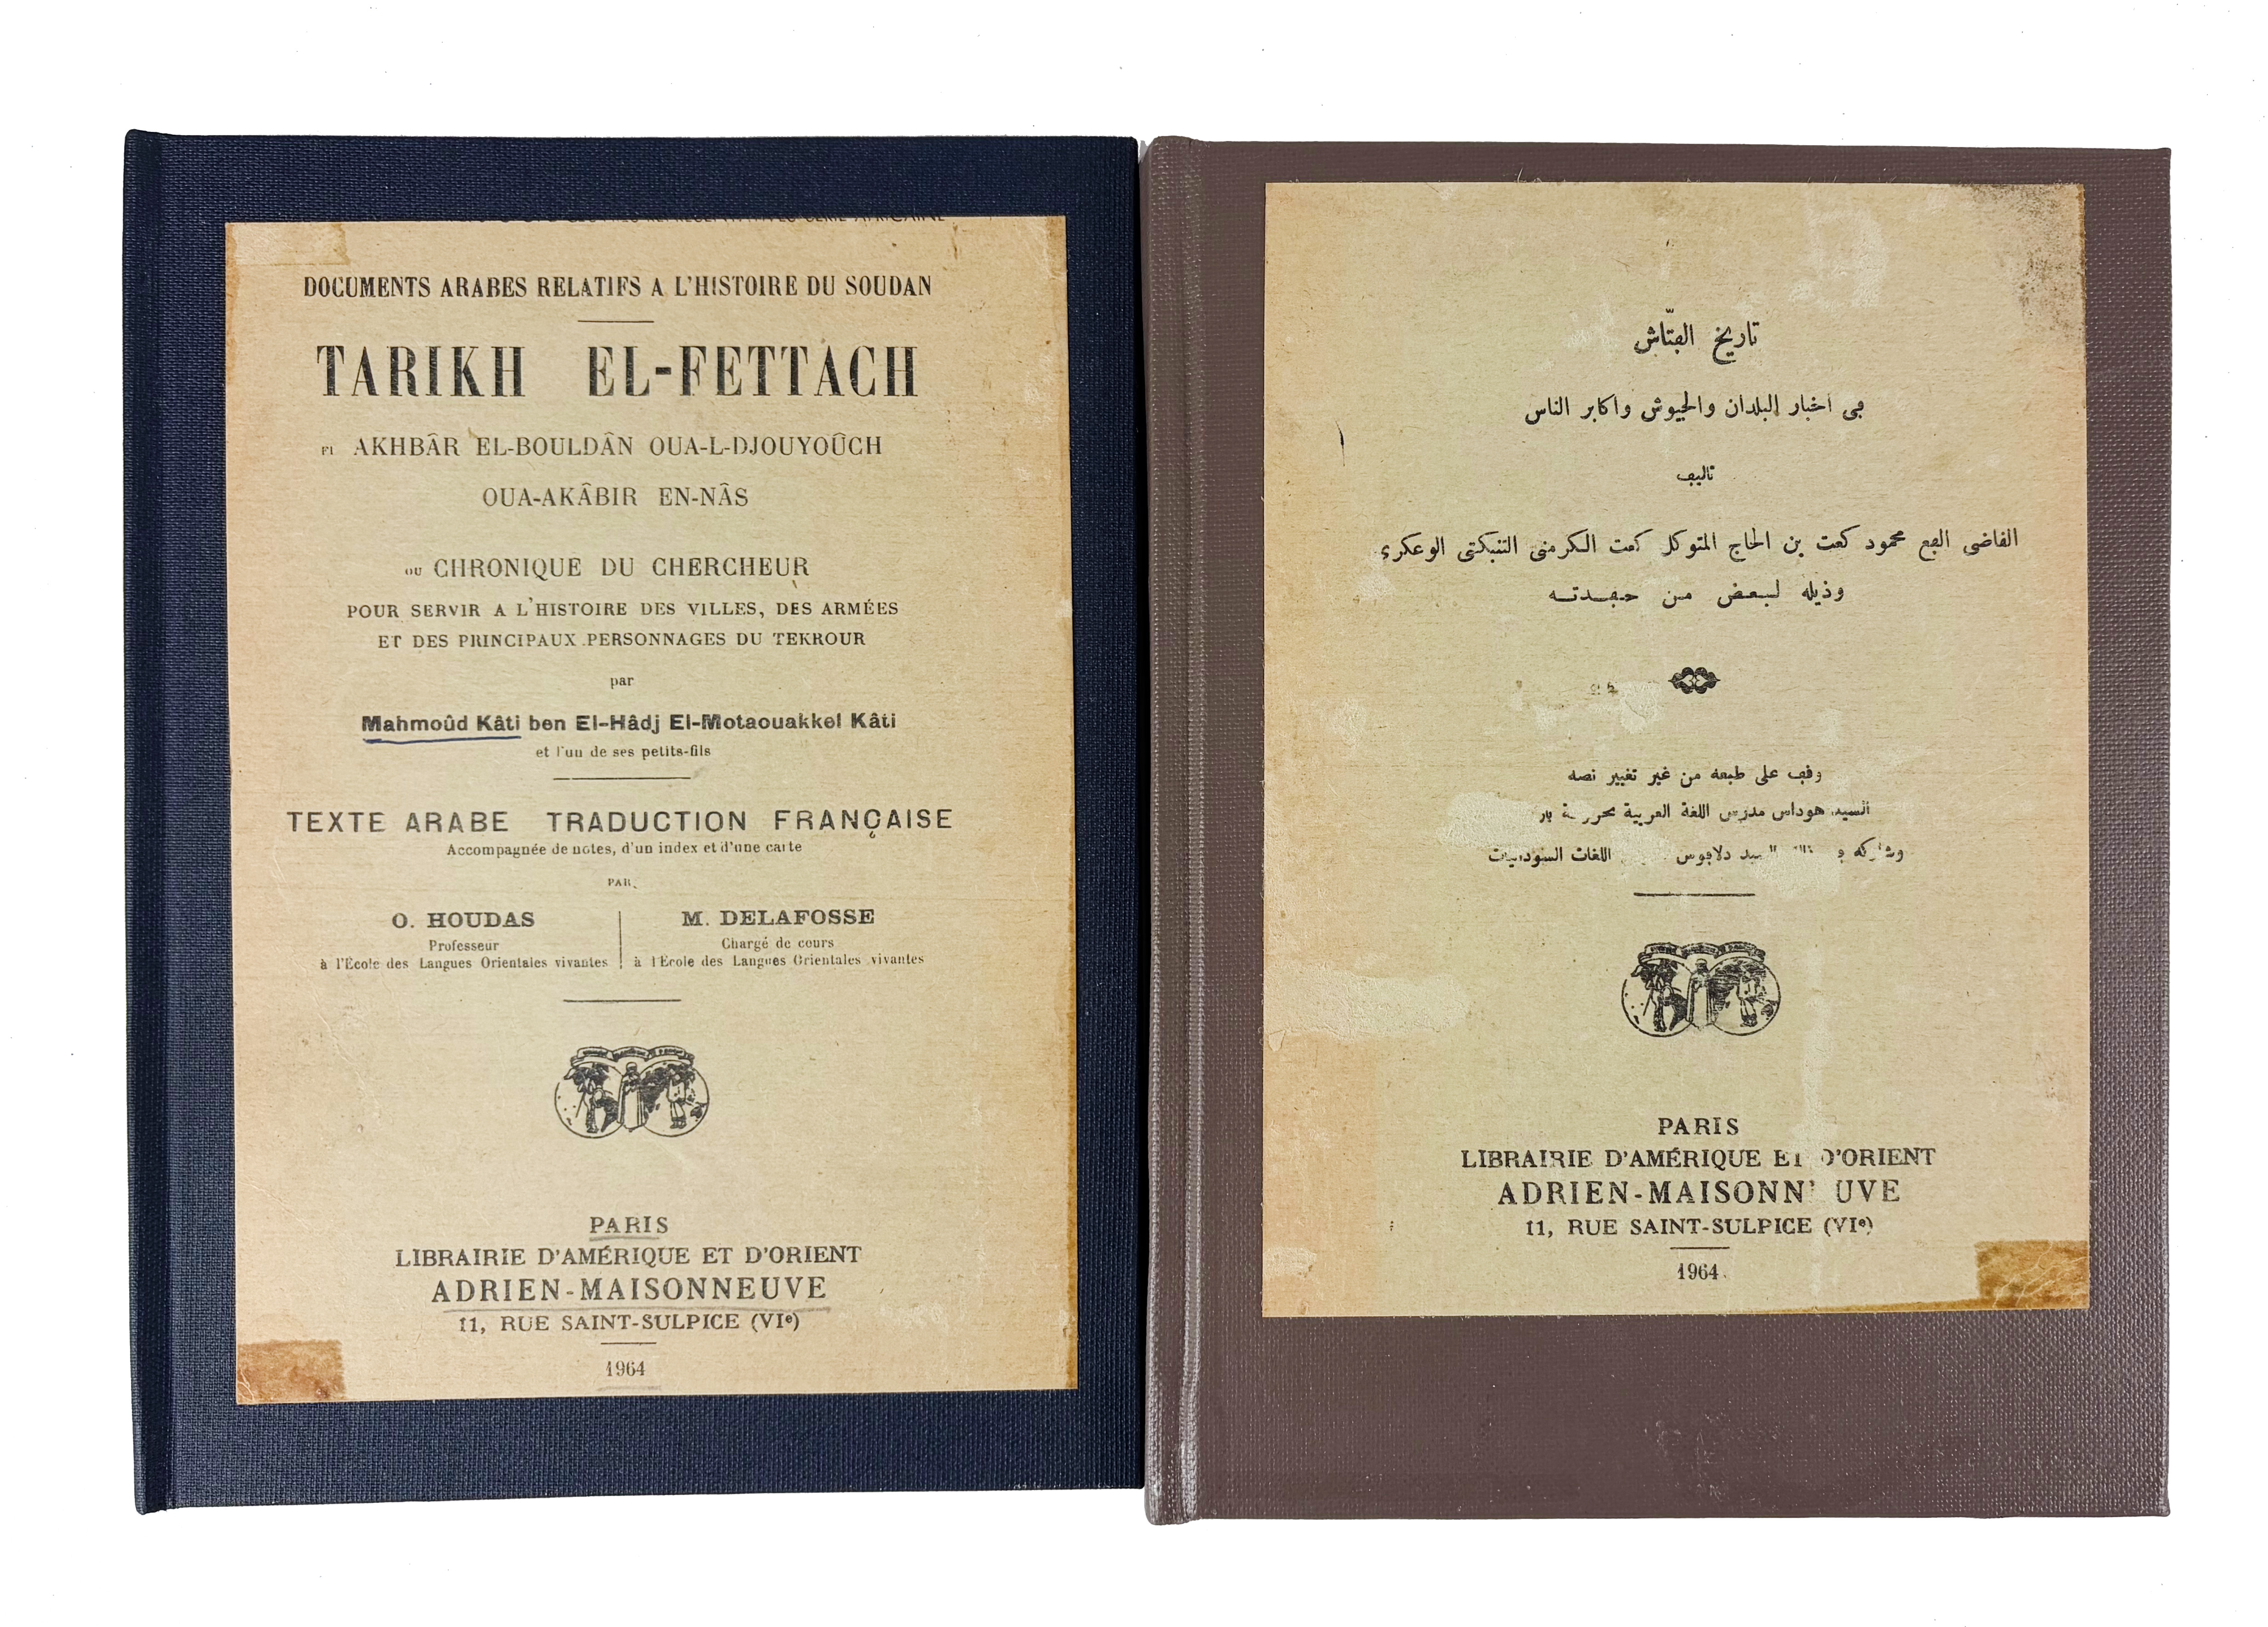 DOCUMENTS ARABES RELATIFS A L'HISTOIRE DU SOUDAN
TARIKH EL-FETTACH
FI AKHBÂR EL-BOULDÂN OUA-L-DJOUYOÛCH
OUA-AKÂBIR EN-NÂS
OU CHRONIQUE DU CHERCHEUR
POUR SERVIR A L'HISTOIRE DES VILLES, DES ARMÉES
ET DES PRINCIPAUX PERSONNAGES DU TEKROUR
par
Mahmoûd Kâti ben El-Hâdj El-Motaouakkel Kâti
et l'un de ses petits-fils
TEXTE ARABE TRADUCTION FRANÇAISE
Accompagnée de notes, d'un index et d'une carte
PAR
O. HOUDAS
Professeur
à l'École des Langues Orientales vivantes
M. DELAFOSSE
Chargé de cours
à l'École des Langues Orientales vivantes
PARIS
LIBRAIRIE D'AMÉRIQUE ET D'ORIENT
ADRIEN-MAISONNEUVE
11, RUE SAINT-SULPICE (VIe)
1964
تاريخ الفتّاش
فى اخبار البلدان والجيوش واكابر الناس
تاليف
القاضى الفع محمود كعت بن الحاج المتوكل كعت الكرمنى التنبكتى الوعكرى
وذيله لبعض من حفدته
وقف على طبعه من غير تغيير نصه
السيد هوداس مدرس اللغة العربية
السيد دلافوس اللغات السودانيات
PARIS
LIBRAIRIE D'AMÉRIQUE ET D'ORIENT
ADRIEN-MAISONN UVE
11, RUE SAINT-SULPICE (VIe)
1964